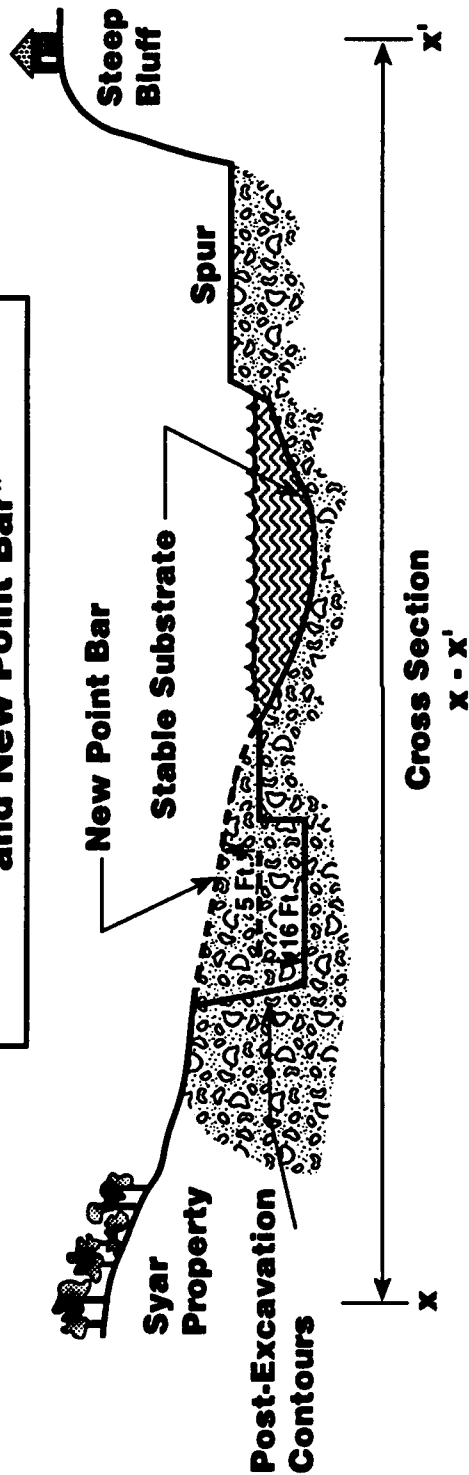 and New Point Bar"
New Point Bar
Stable Substrate
Steep
Bluff
Spur
5 Ft.
16 Ft.
Syar
Property
Post-Excavation
Contours
x
x'
Cross Section
x - x'